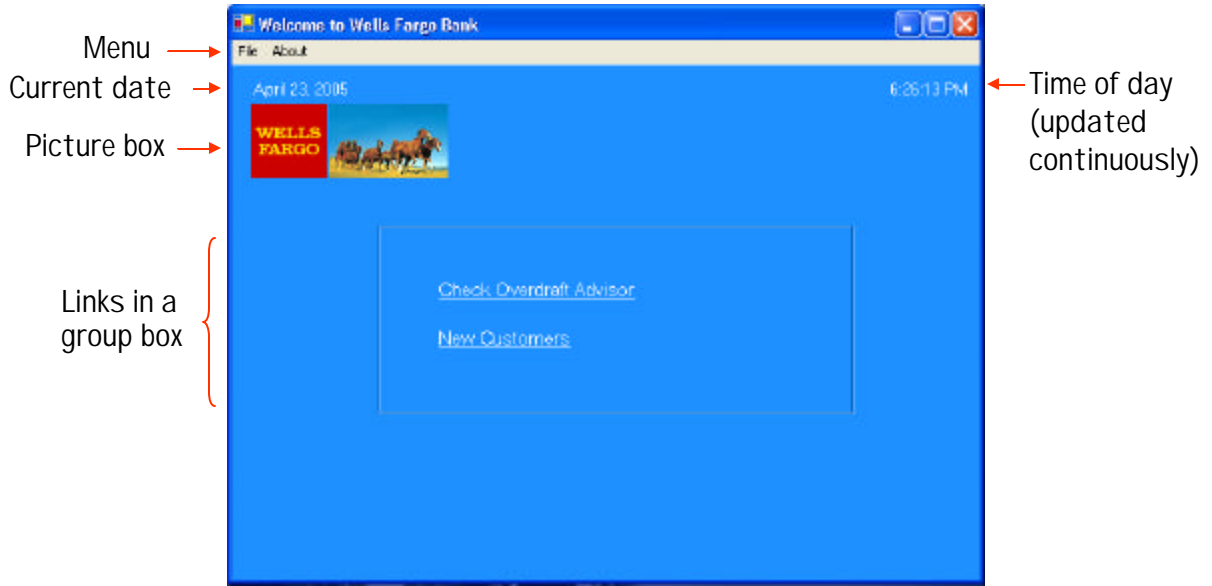 Welcome to Wells Fargo Bank
Menu
File About
Current date
April 23, 2005
6:26:13 PM
Time of day
(updated
continuously)
Picture box
WELLS
FARGO
Links in a
group box
Check Overdraft Advisor
New Customers